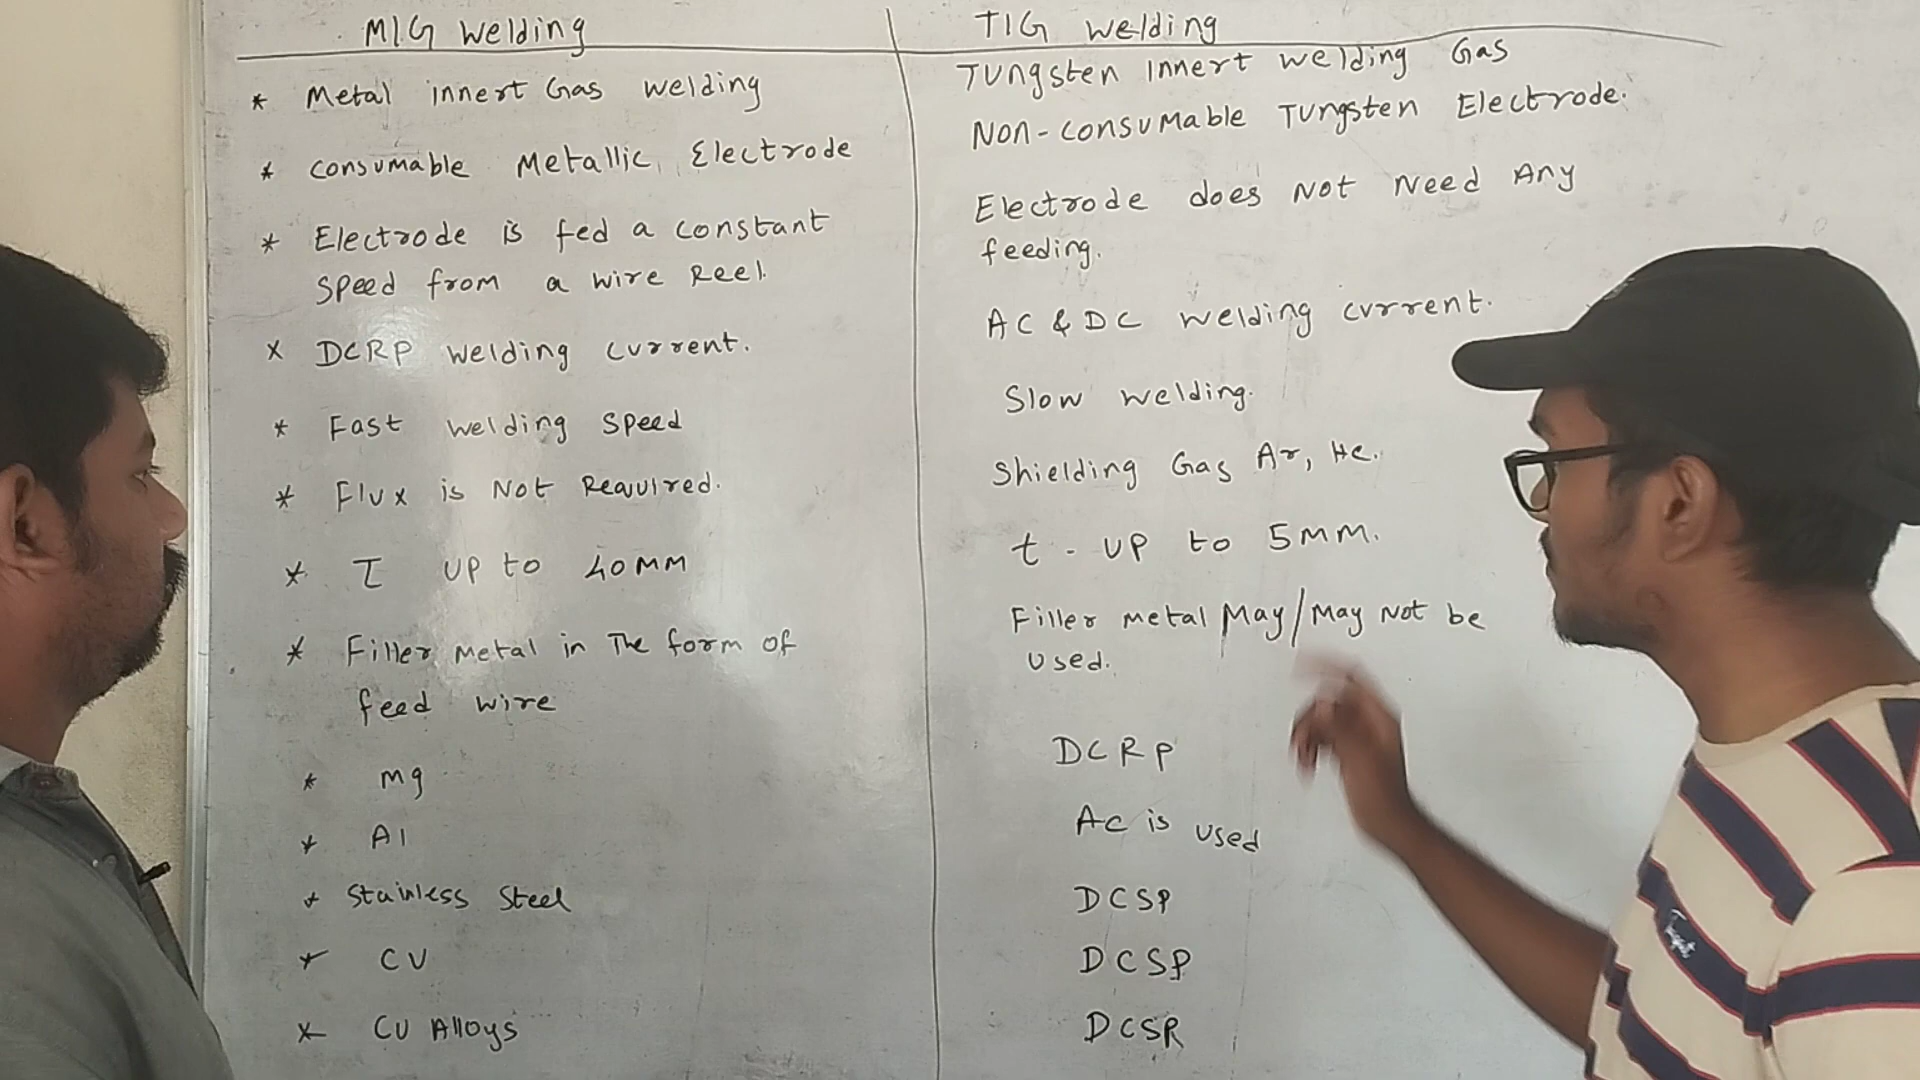 MIG Welding
* Metal innert Gas welding
* consumable Metallic Electrode
* Electrode is fed a constant
speed from a wire Reel.
x DCRP welding current.
* Fast welding speed
* Flux is Not Reauired.
* T up to 40MM
* Filler metal in The form of
feed wire
* mg
* Al
* Stainless Steel
* CU
* CU Alloys
TIG welding
Tungsten innert welding Gas
Non-consumable Tungsten Electrode.
Electrode does Not Need Any
feeding.
AC & DC welding current.
Slow welding.
Shielding Gas Ar, He.
t - up to 5MM.
Filler metal May/May Not be
used.
DCRP
Ac is used
DCSP
DCSP
DCSR